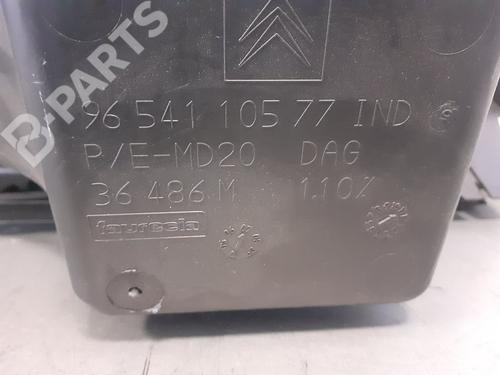 B-PARTS
96 541 105 77 IND
P/E-MD20 DAG
36 486 M 1.10%
faurecia